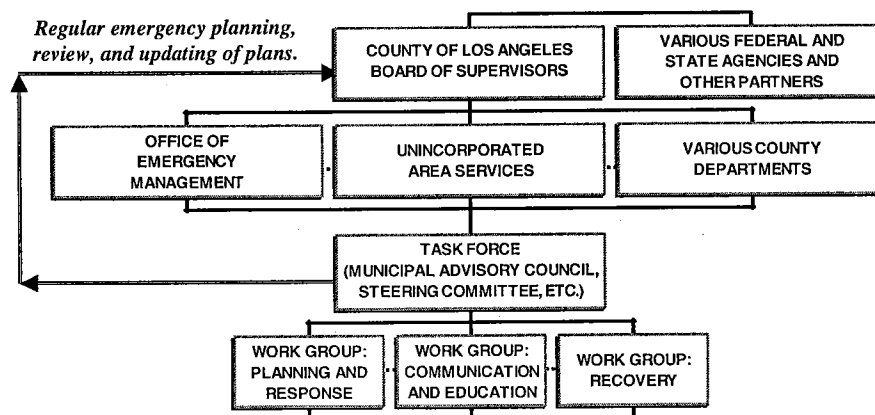 Regular emergency planning,
review, and updating of plans.
COUNTY OF LOS ANGELES
BOARD OF SUPERVISORS
VARIOUS FEDERAL AND
STATE AGENCIES AND
OTHER PARTNERS
OFFICE OF
EMERGENCY
MANAGEMENT
UNINCORPORATED
AREA SERVICES
VARIOUS COUNTY
DEPARTMENTS
TASK FORCE
(MUNICIPAL ADVISORY COUNCIL,
STEERING COMMITTEE, ETC.)
WORK GROUP:
PLANNING AND
RESPONSE
WORK GROUP:
COMMUNICATION
AND EDUCATION
WORK GROUP:
RECOVERY